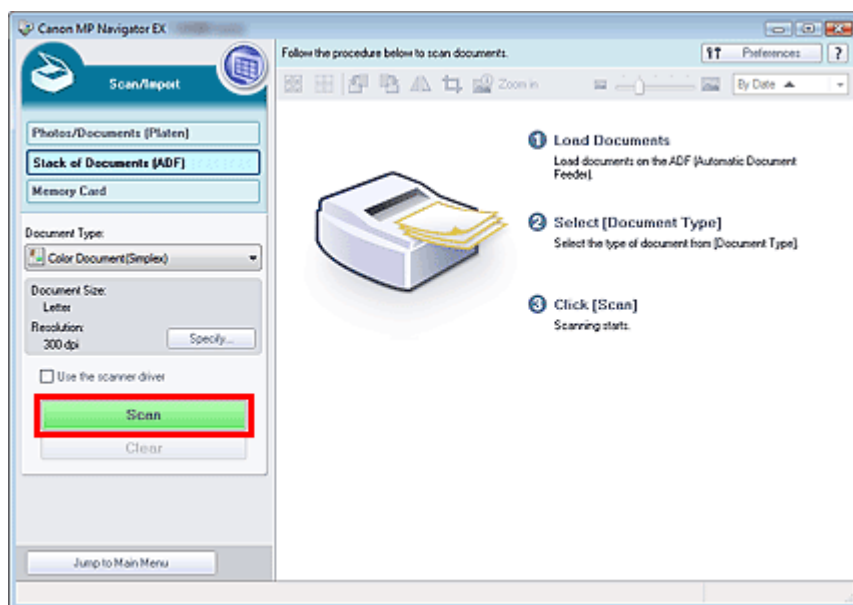 Canon MP Navigator EX
Scan/Import
Follow the procedure below to scan documents.
Preferences
?
Zoom in
By Date
Photos/Documents (Platen)
Stack of Documents (ADF)
Memory Card
Document Type:
Color Document(Simplex)
Document Size:
Letter
Resolution:
300 dpi
Specify...
Use the scanner driver
Scan
Clear
Jump to Main Menu
1 Load Documents
Load documents on the ADF (Automatic Document
Feeder).
2 Select [Document Type]
Select the type of document from [Document Type].
3 Click [Scan]
Scanning starts.